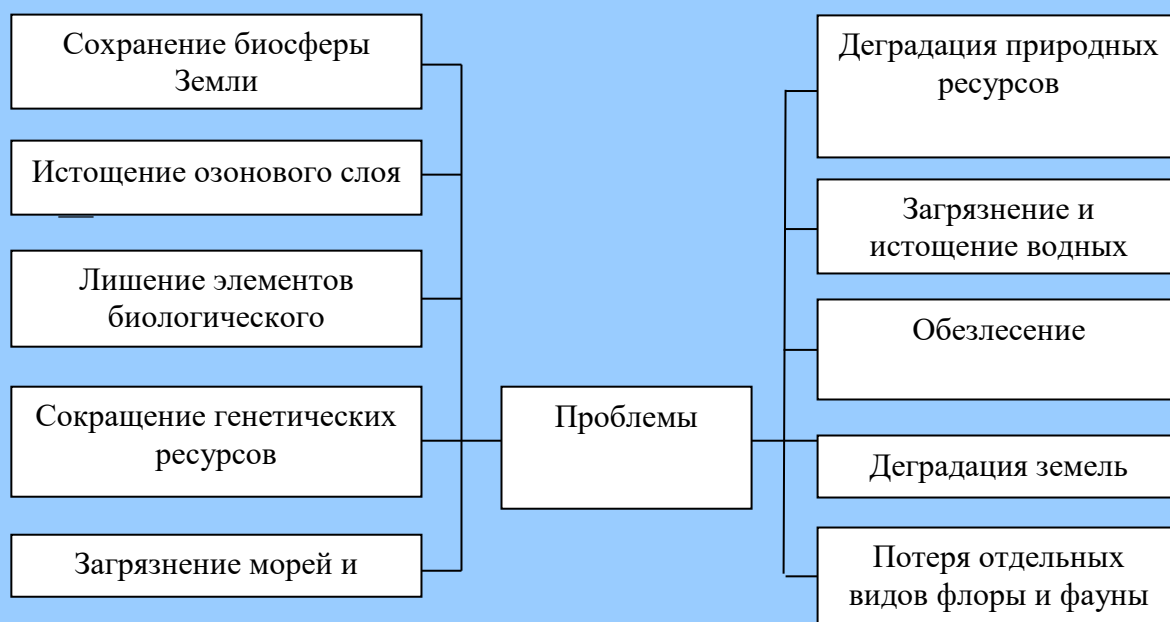 Сохранение биосферы
Земли
Истощение озонового слоя
Лишение элементов
биологического
Сокращение генетических
ресурсов
Загрязнение морей и
Проблемы
Деградация природных
ресурсов
Загрязнение и
истощение водных
Обезлесение
Деградация земель
Потеря отдельных
видов флоры и фауны